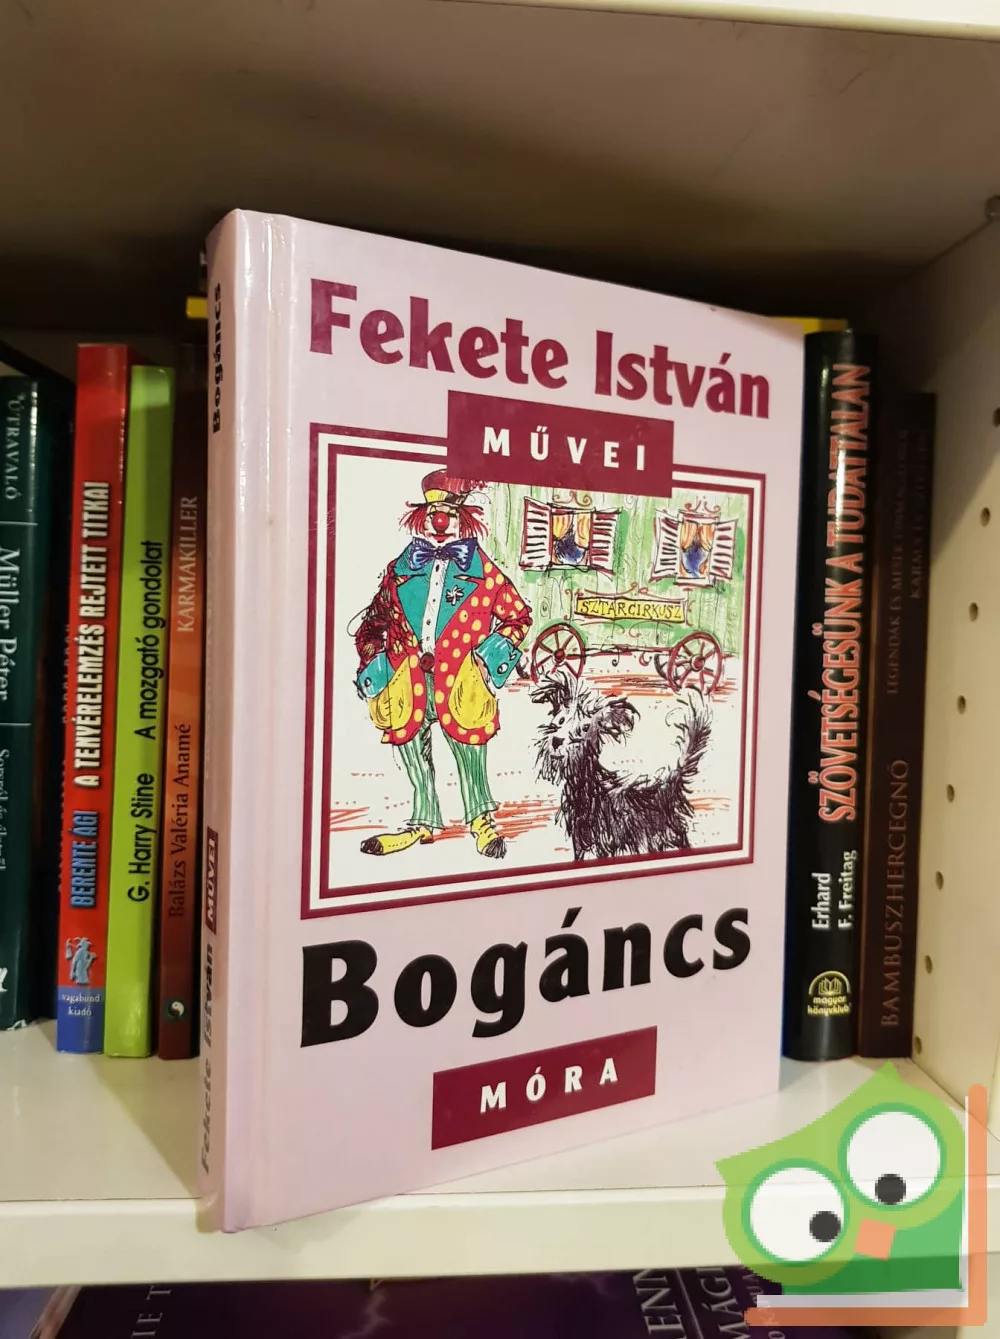 Fekete István
MŰVEI
SZTÁRCIRKUSZ
Bogáncs
MÓRA
Bogáncs
Fekete István MŰVEI
ÚTRAVALÓ
Müller Péter
BERENTE ÁGI A TENYÉRELEMZÉS REJTETT TITKAI
vagabund
kiadó
G. Harry Stine A mozgató gondolat
Balázs Valéria Anamé KARMAKILLER
Erhard
F. Freitag
SZÖVETSÉGESÜNK A TUDATTALAN
magyar
könyvklub
BAMBUSZHERCEGNŐ